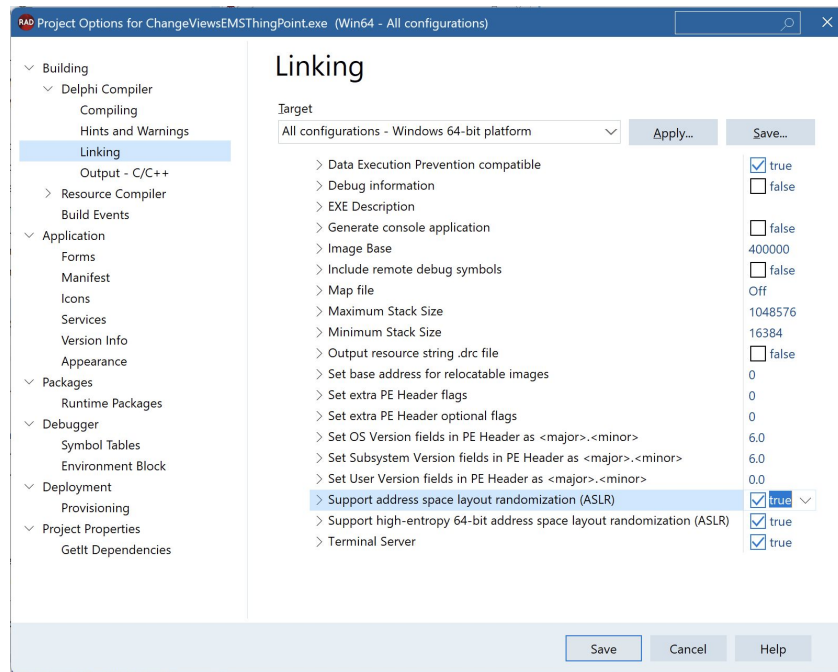 RAD Project Options for ChangeViewsEMSThingPoint.exe (Win64 - All configurations)
Building
Delphi Compiler
Compiling
Hints and Warnings
Linking
Output - C/C++
Resource Compiler
Build Events
Application
Forms
Manifest
Icons
Services
Version Info
Appearance
Packages
Runtime Packages
Debugger
Symbol Tables
Environment Block
Deployment
Provisioning
Project Properties
GetIt Dependencies
Linking
Target
All configurations - Windows 64-bit platform Apply... Save...
Data Execution Prevention compatible true
Debug information false
EXE Description
Generate console application false
Image Base 400000
Include remote debug symbols false
Map file Off
Maximum Stack Size 1048576
Minimum Stack Size 16384
Output resource string .drc file false
Set base address for relocatable images 0
Set extra PE Header flags 0
Set extra PE Header optional flags 0
Set OS Version fields in PE Header as <major>.<minor> 6.0
Set Subsystem Version fields in PE Header as <major>.<minor> 6.0
Set User Version fields in PE Header as <major>.<minor> 0.0
Support address space layout randomization (ASLR) true
Support high-entropy 64-bit address space layout randomization (ASLR) true
Terminal Server true
Save Cancel Help